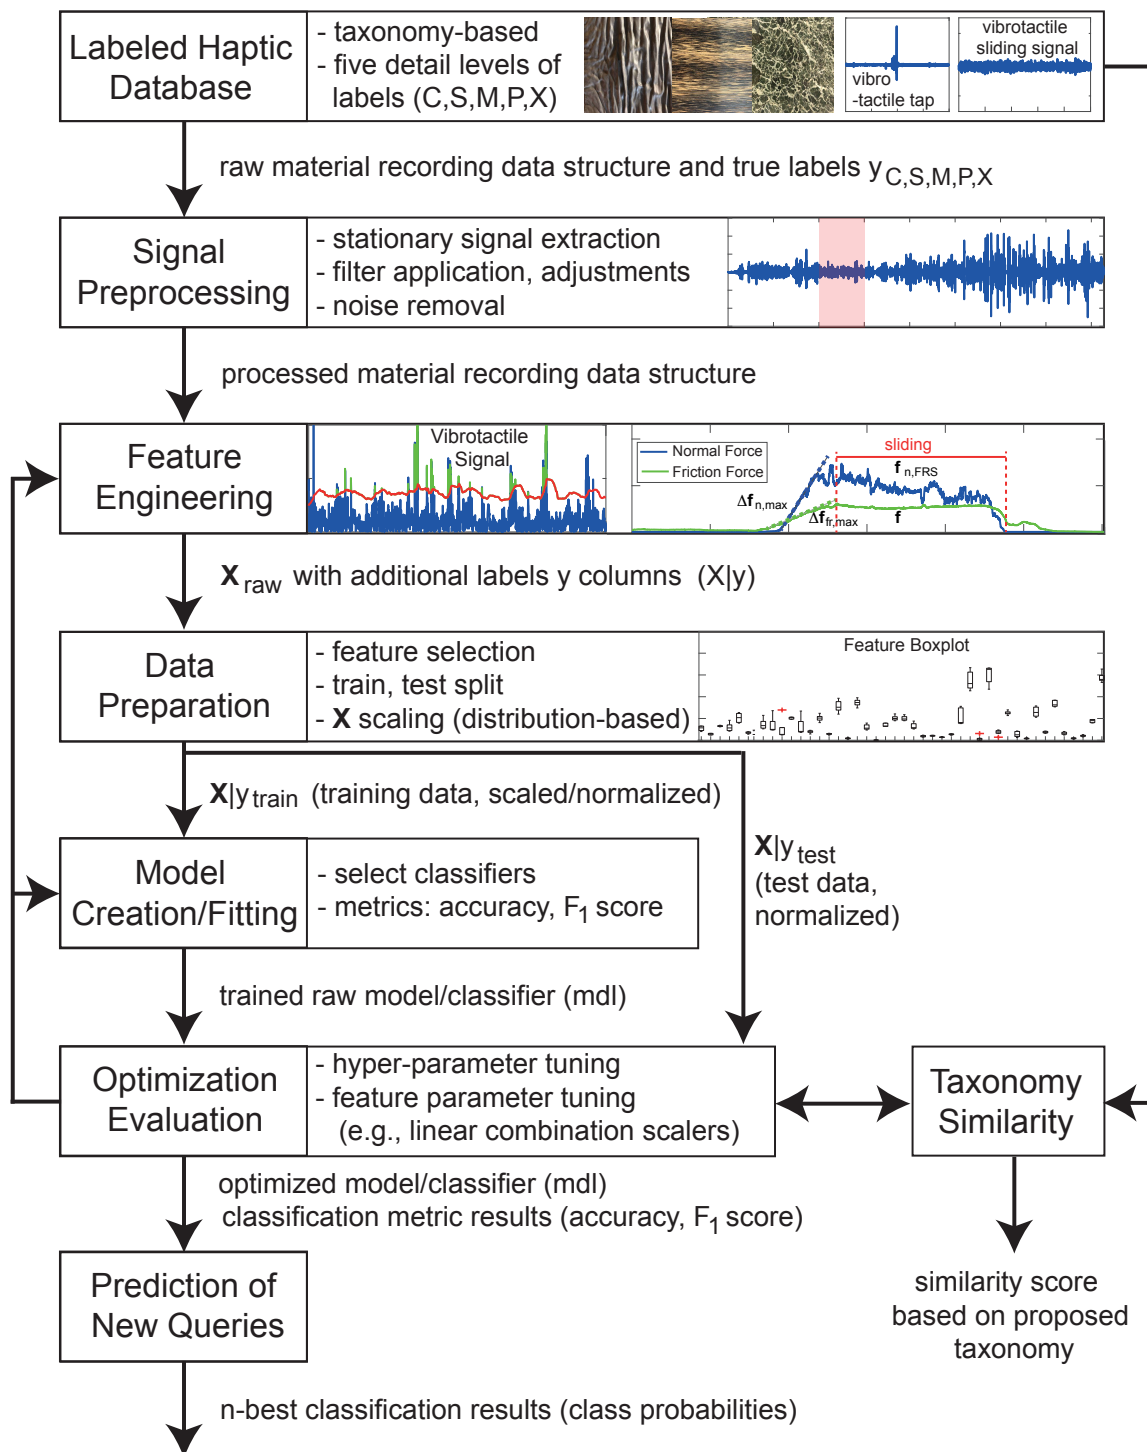 Labeled Haptic
Database
- taxonomy-based
- five detail levels of
labels (C,S,M,P,X)
vibro
-tactile tap
vibrotactile
sliding signal
raw material recording data structure and true labels y C,S,M,P,X
Signal
Preprocessing
- stationary signal extraction
- filter application, adjustments
- noise removal
processed material recording data structure
Feature
Engineering
Vibrotactile
Signal
Normal Force
Friction Force
sliding
f n,FRS
Δf n,max
Δf fr,max
f
X raw with additional labels y columns (X|y)
Data
Preparation
- feature selection
- train, test split
- X scaling (distribution-based)
Feature Boxplot
X|y train (training data, scaled/normalized)
X|y test
(test data,
normalized)
Model
Creation/Fitting
- select classifiers
- metrics: accuracy, F1 score
trained raw model/classifier (mdl)
Optimization
Evaluation
- hyper-parameter tuning
- feature parameter tuning
(e.g., linear combination scalers)
Taxonomy
Similarity
optimized model/classifier (mdl)
classification metric results (accuracy, F1 score)
Prediction of
New Queries
similarity score
based on proposed
taxonomy
n-best classification results (class probabilities)